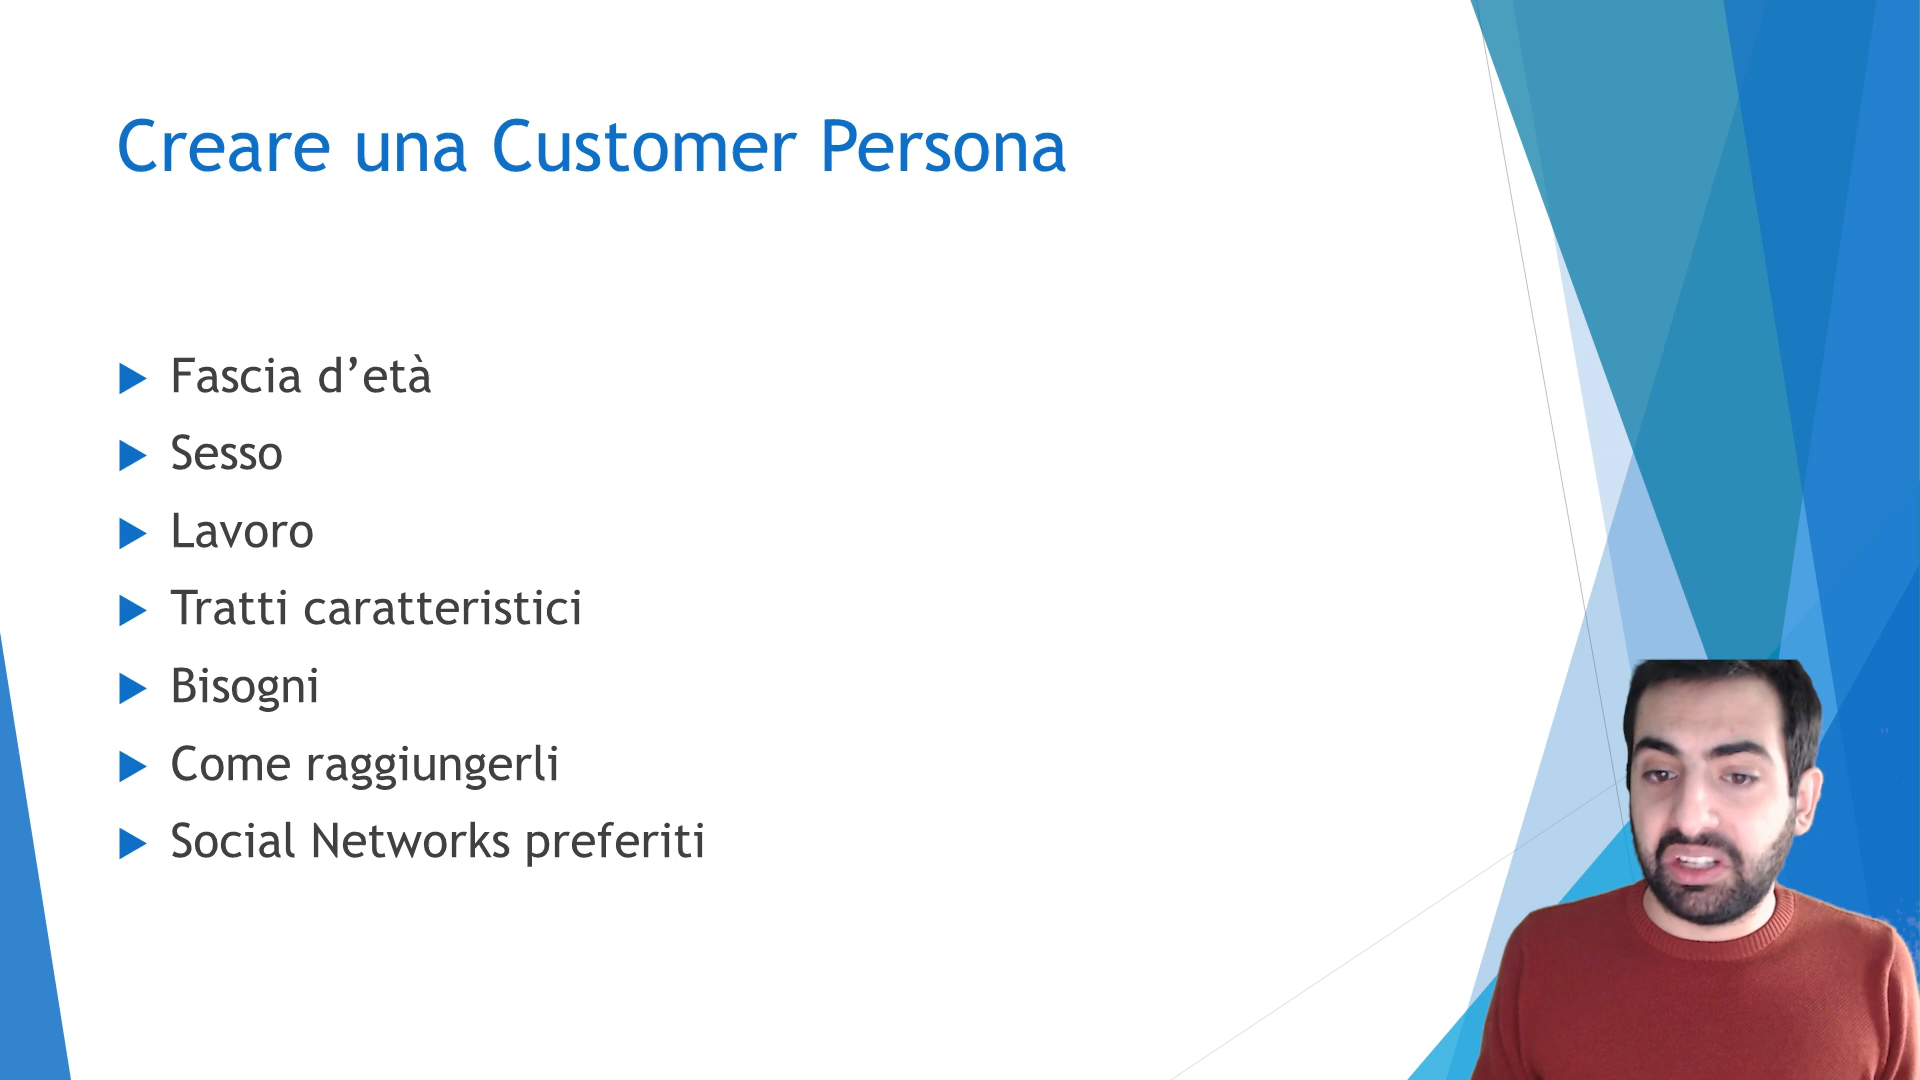 Creare una Customer Persona
Fascia d’età
Sesso
Lavoro
Tratti caratteristici
Bisogni
Come raggiungerli
Social Networks preferiti